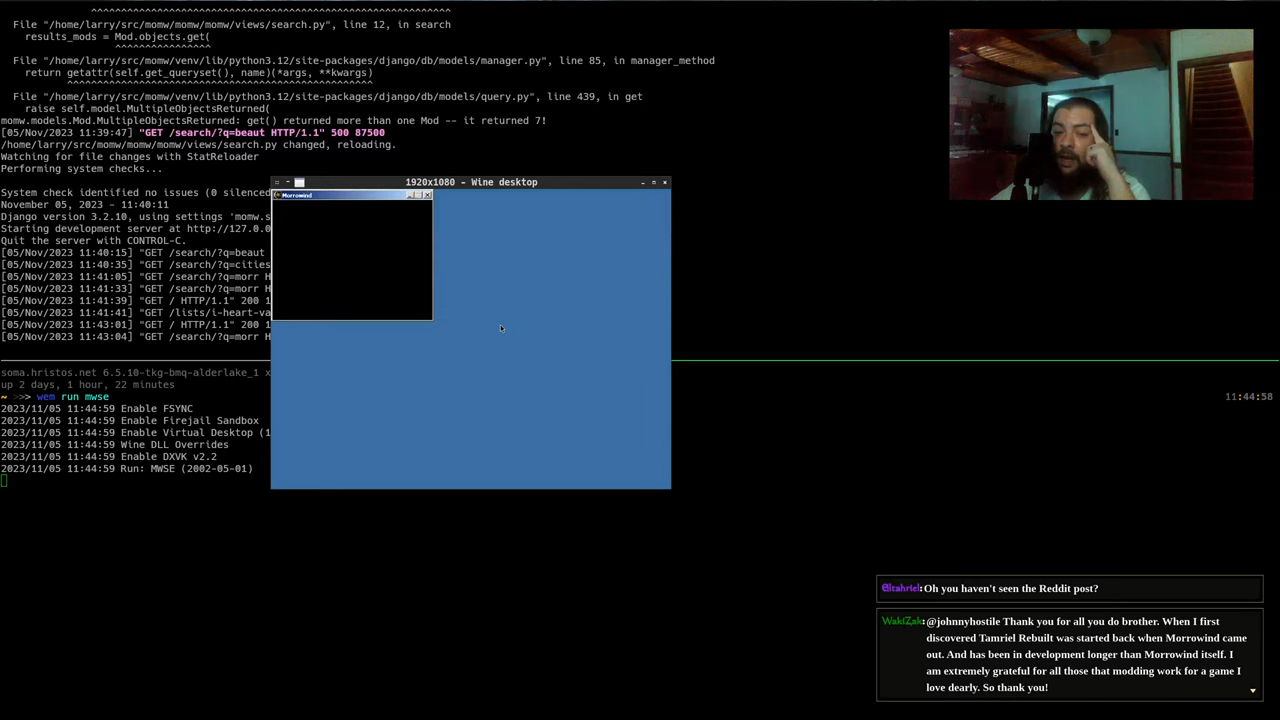 File "/home/larry/src/momw/momw/momw/views/search.py", line 12, in search
results_mods = Mod.objects.get(
^^^^^^^^^^^^^^^^
File "/home/larry/src/momw/venv/lib/python3.12/site-packages/django/db/models/manager.py", line 85, in manager_method
return getattr(self.get_queryset(), name)(*args, **kwargs)
File "/home/larry/src/momw/venv/lib/python3.12/site-packages/django/db/models/query.py", line 439, in get
raise self.model.MultipleObjectsReturned(
momw.models.Mod.MultipleObjectsReturned: get() returned more than one Mod -- it returned 7!
[05/Nov/2023 11:39:47] "GET /search/?q=beaut HTTP/1.1" 500 87500
/home/larry/src/momw/momw/momw/views/search.py changed, reloading.
Watching for file changes with StatReloader
Performing system checks...
System check identified no issues (0 silenced
November 05, 2023 - 11:40:11
Django version 3.2.10, using settings 'momw.s
Starting development server at http://127.0.0
Quit the server with CONTROL-C.
[05/Nov/2023 11:40:15] "GET /search/?q=beaut
[05/Nov/2023 11:40:35] "GET /search/?q=cities
[05/Nov/2023 11:41:05] "GET /search/?q=morr H
[05/Nov/2023 11:41:33] "GET /search/?q=morr H
[05/Nov/2023 11:41:39] "GET / HTTP/1.1" 200 1
[05/Nov/2023 11:41:41] "GET /lists/i-heart-va
[05/Nov/2023 11:43:01] "GET / HTTP/1.1" 200 1
[05/Nov/2023 11:43:04] "GET /search/?q=morr H
1920x1080 - Wine desktop
Morrowind
soma.hristos.net 6.5.10-tkg-bmq-alderlake_1 x
up 2 days, 1 hour, 22 minutes
~ >>> wem run mwse
11:44:58
2023/11/05 11:44:59 Enable FSYNC
2023/11/05 11:44:59 Enable Firejail Sandbox
2023/11/05 11:44:59 Enable Virtual Desktop (1
2023/11/05 11:44:59 Wine DLL Overrides
2023/11/05 11:44:59 Enable DXVK v2.2
2023/11/05 11:44:59 Run: MWSE (2002-05-01)
Eltahriel: Oh you haven't seen the Reddit post?
WakiZak: @johnnyhostile Thank you for all you do brother. When I first
discovered Tamriel Rebuilt was started back when Morrowind came
out. And has been in development longer than Morrowind itself. I
am extremely grateful for all those that modding work for a game I
love dearly. So thank you!